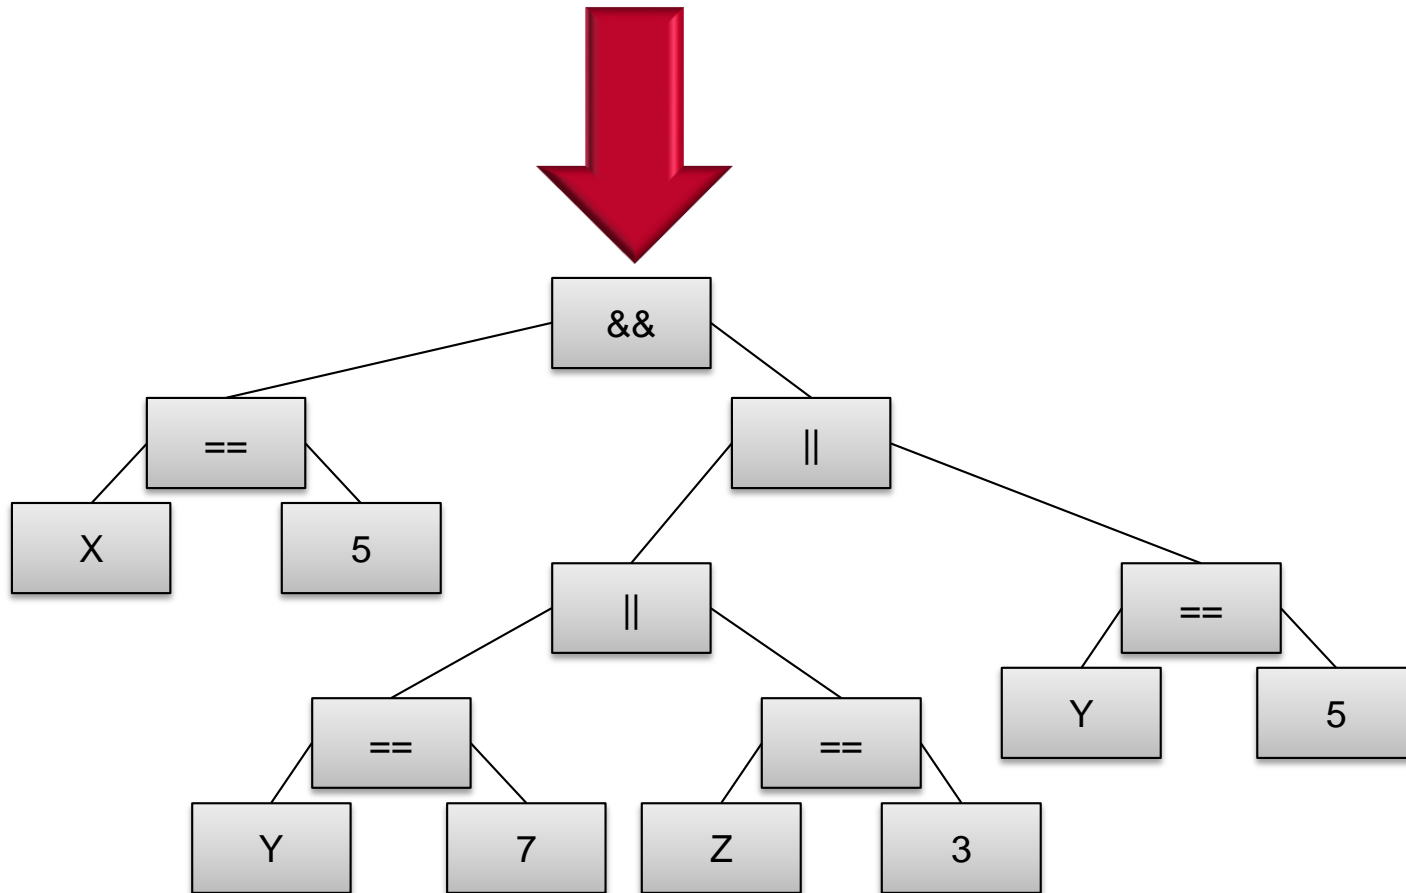 &&
==
||
X
5
||
==
Y
5
==
==
Y
7
Z
3